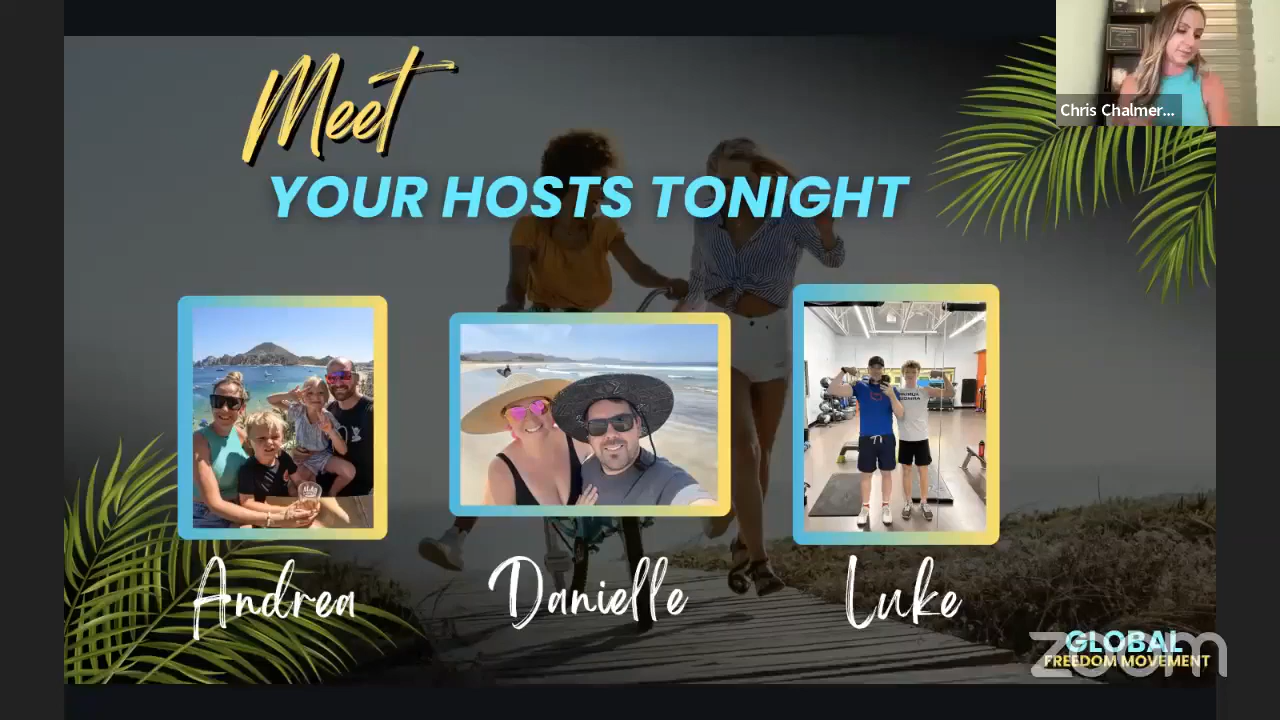 Meet
YOUR HOSTS TONIGHT
Chris Chalmer...
Andrea
Danielle
Luke
GLOBAL
FREEDOM MOVEMENT
zoom